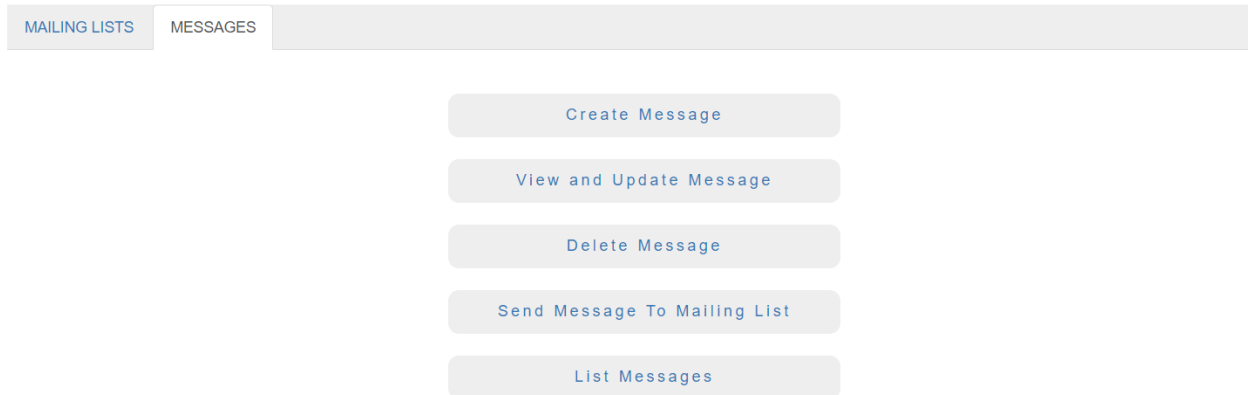 MAILING LISTS MESSAGES
Create Message
View and Update Message
Delete Message
Send Message To Mailing List
List Messages